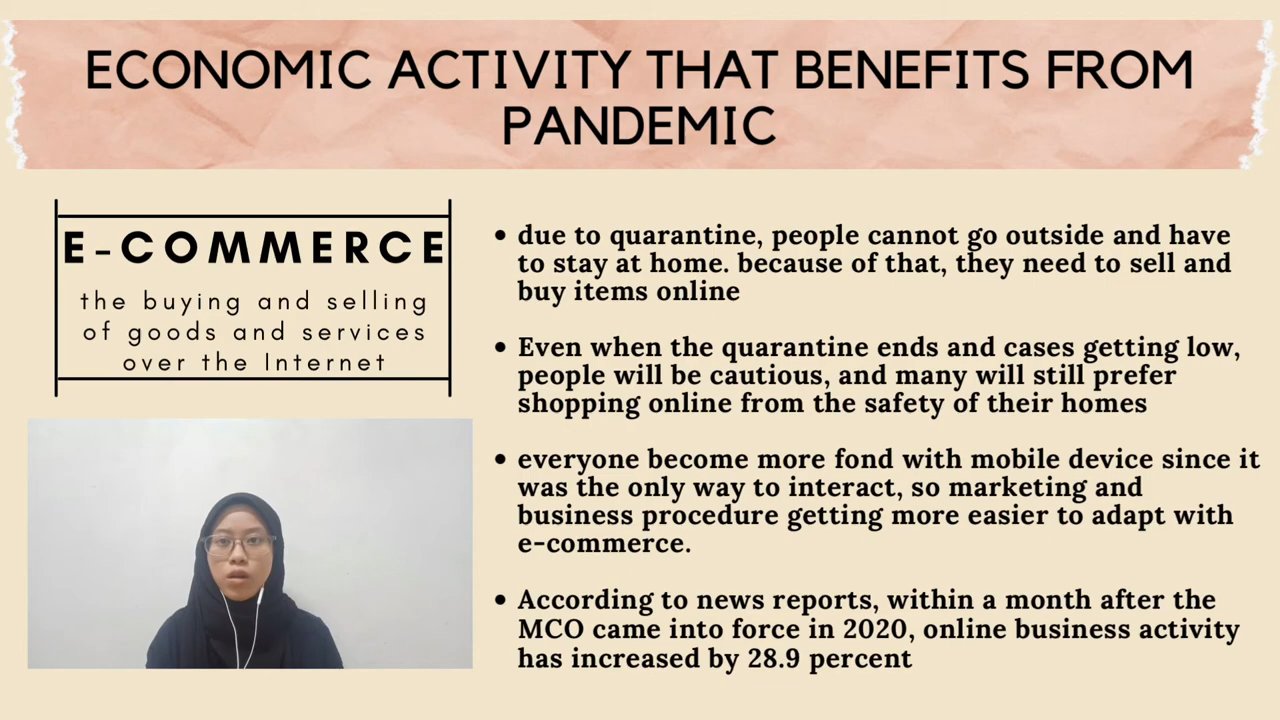 ECONOMIC ACTIVITY THAT BENEFITS FROM
PANDEMIC
E-COMMERCE
the buying and selling
of goods and services
over the Internet
• due to quarantine, people cannot go outside and have
to stay at home. because of that, they need to sell and
buy items online
• Even when the quarantine ends and cases getting low,
people will be cautious, and many will still prefer
shopping online from the safety of their homes
• everyone become more fond with mobile device since it
was the only way to interact, so marketing and
business procedure getting more easier to adapt with
e-commerce.
• According to news reports, within a month after the
MCO came into force in 2020, online business activity
has increased by 28.9 percent